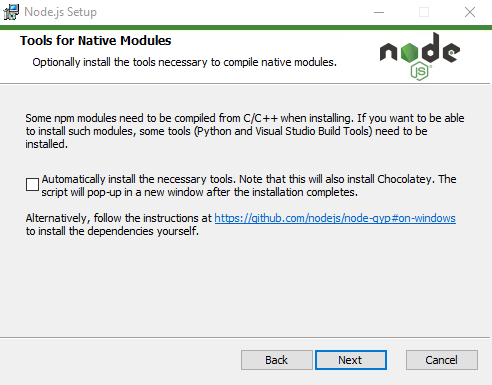 Node.js Setup
Tools for Native Modules
Optionally install the tools necessary to compile native modules.
node
JS
Some npm modules need to be compiled from C/C++ when installing. If you want to be able
to install such modules, some tools (Python and Visual Studio Build Tools) need to be
installed.
Automatically install the necessary tools. Note that this will also install Chocolatey. The
script will pop-up in a new window after the installation completes.
Alternatively, follow the instructions at https://github.com/nodejs/node-gyp#on-windows
to install the dependencies yourself.
Back
Next
Cancel